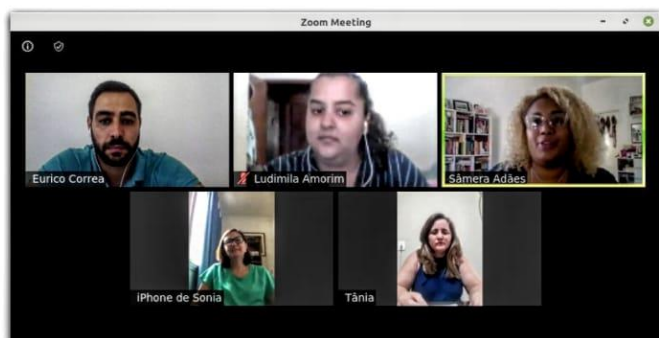 Zoom Meeting
Eurico Correa
Ludimila Amorim
Sâmera Adães
iPhone de Sonia
Tânia